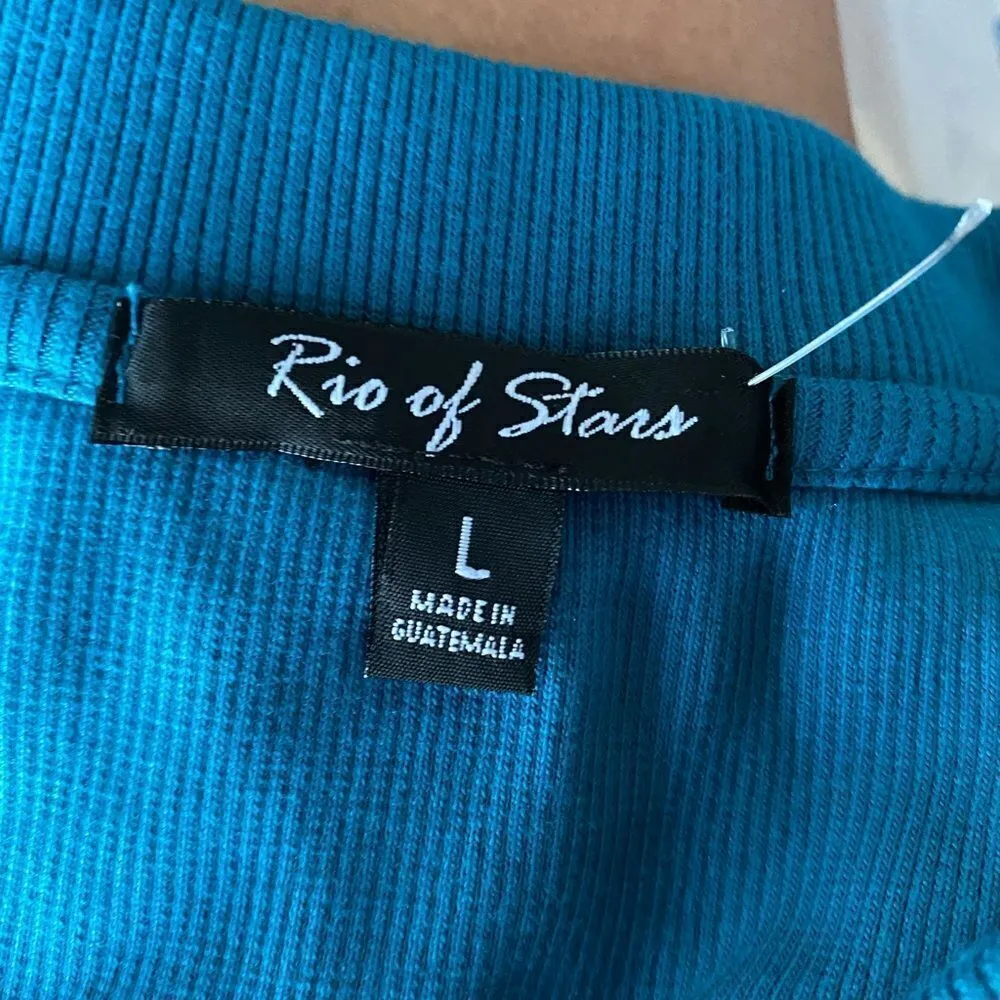 Rio of Stars
L
MADE IN
GUATEMALA